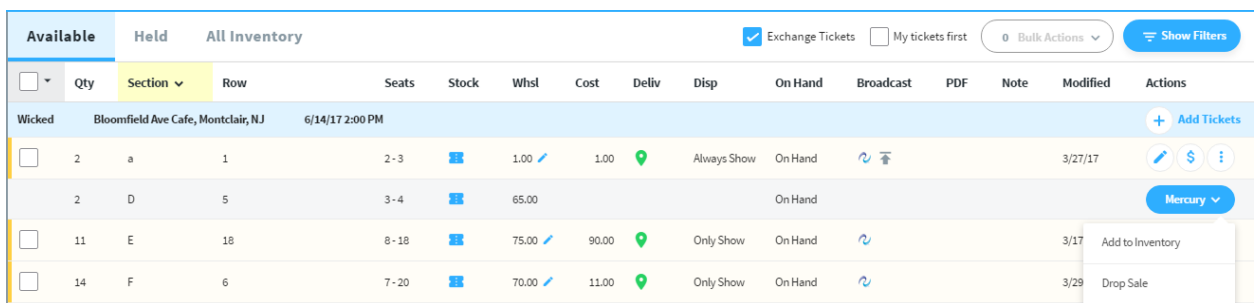 Available Held All Inventory Exchange Tickets My tickets first 0 Bulk Actions Show Filters
Qty Section Row Seats Stock Whsl Cost Deliv Disp On Hand Broadcast PDF Note Modified Actions
Wicked Bloomfield Ave Cafe, Montclair, NJ 6/14/17 2:00 PM + Add Tickets
2 a 1 2 - 3 1.00 1.00 Always Show On Hand 3/27/17 $
2 D 5 3 - 4 65.00 On Hand Mercury
11 E 18 8 - 18 75.00 90.00 Only Show On Hand 3/17 Add to Inventory
14 F 6 7 - 20 70.00 11.00 Only Show On Hand 3/29 Drop Sale